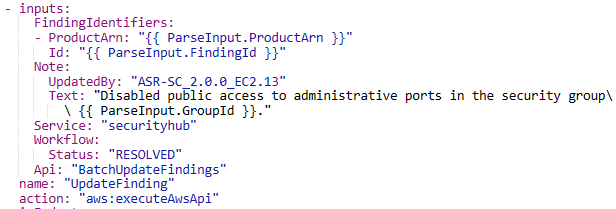 - inputs:
    FindingIdentifiers:
    - ProductArn: "{{ ParseInput.ProductArn }}"
      Id: "{{ ParseInput.FindingId }}"
    Note:
      UpdatedBy: "ASR-SC_2.0.0_EC2.13"
      Text: "Disabled public access to administrative ports in the security group\
        \ {{ ParseInput.GroupId }}."
    Service: "securityhub"
    Workflow:
      Status: "RESOLVED"
    Api: "BatchUpdateFindings"
  name: "UpdateFinding"
  action: "aws:executeAwsApi"